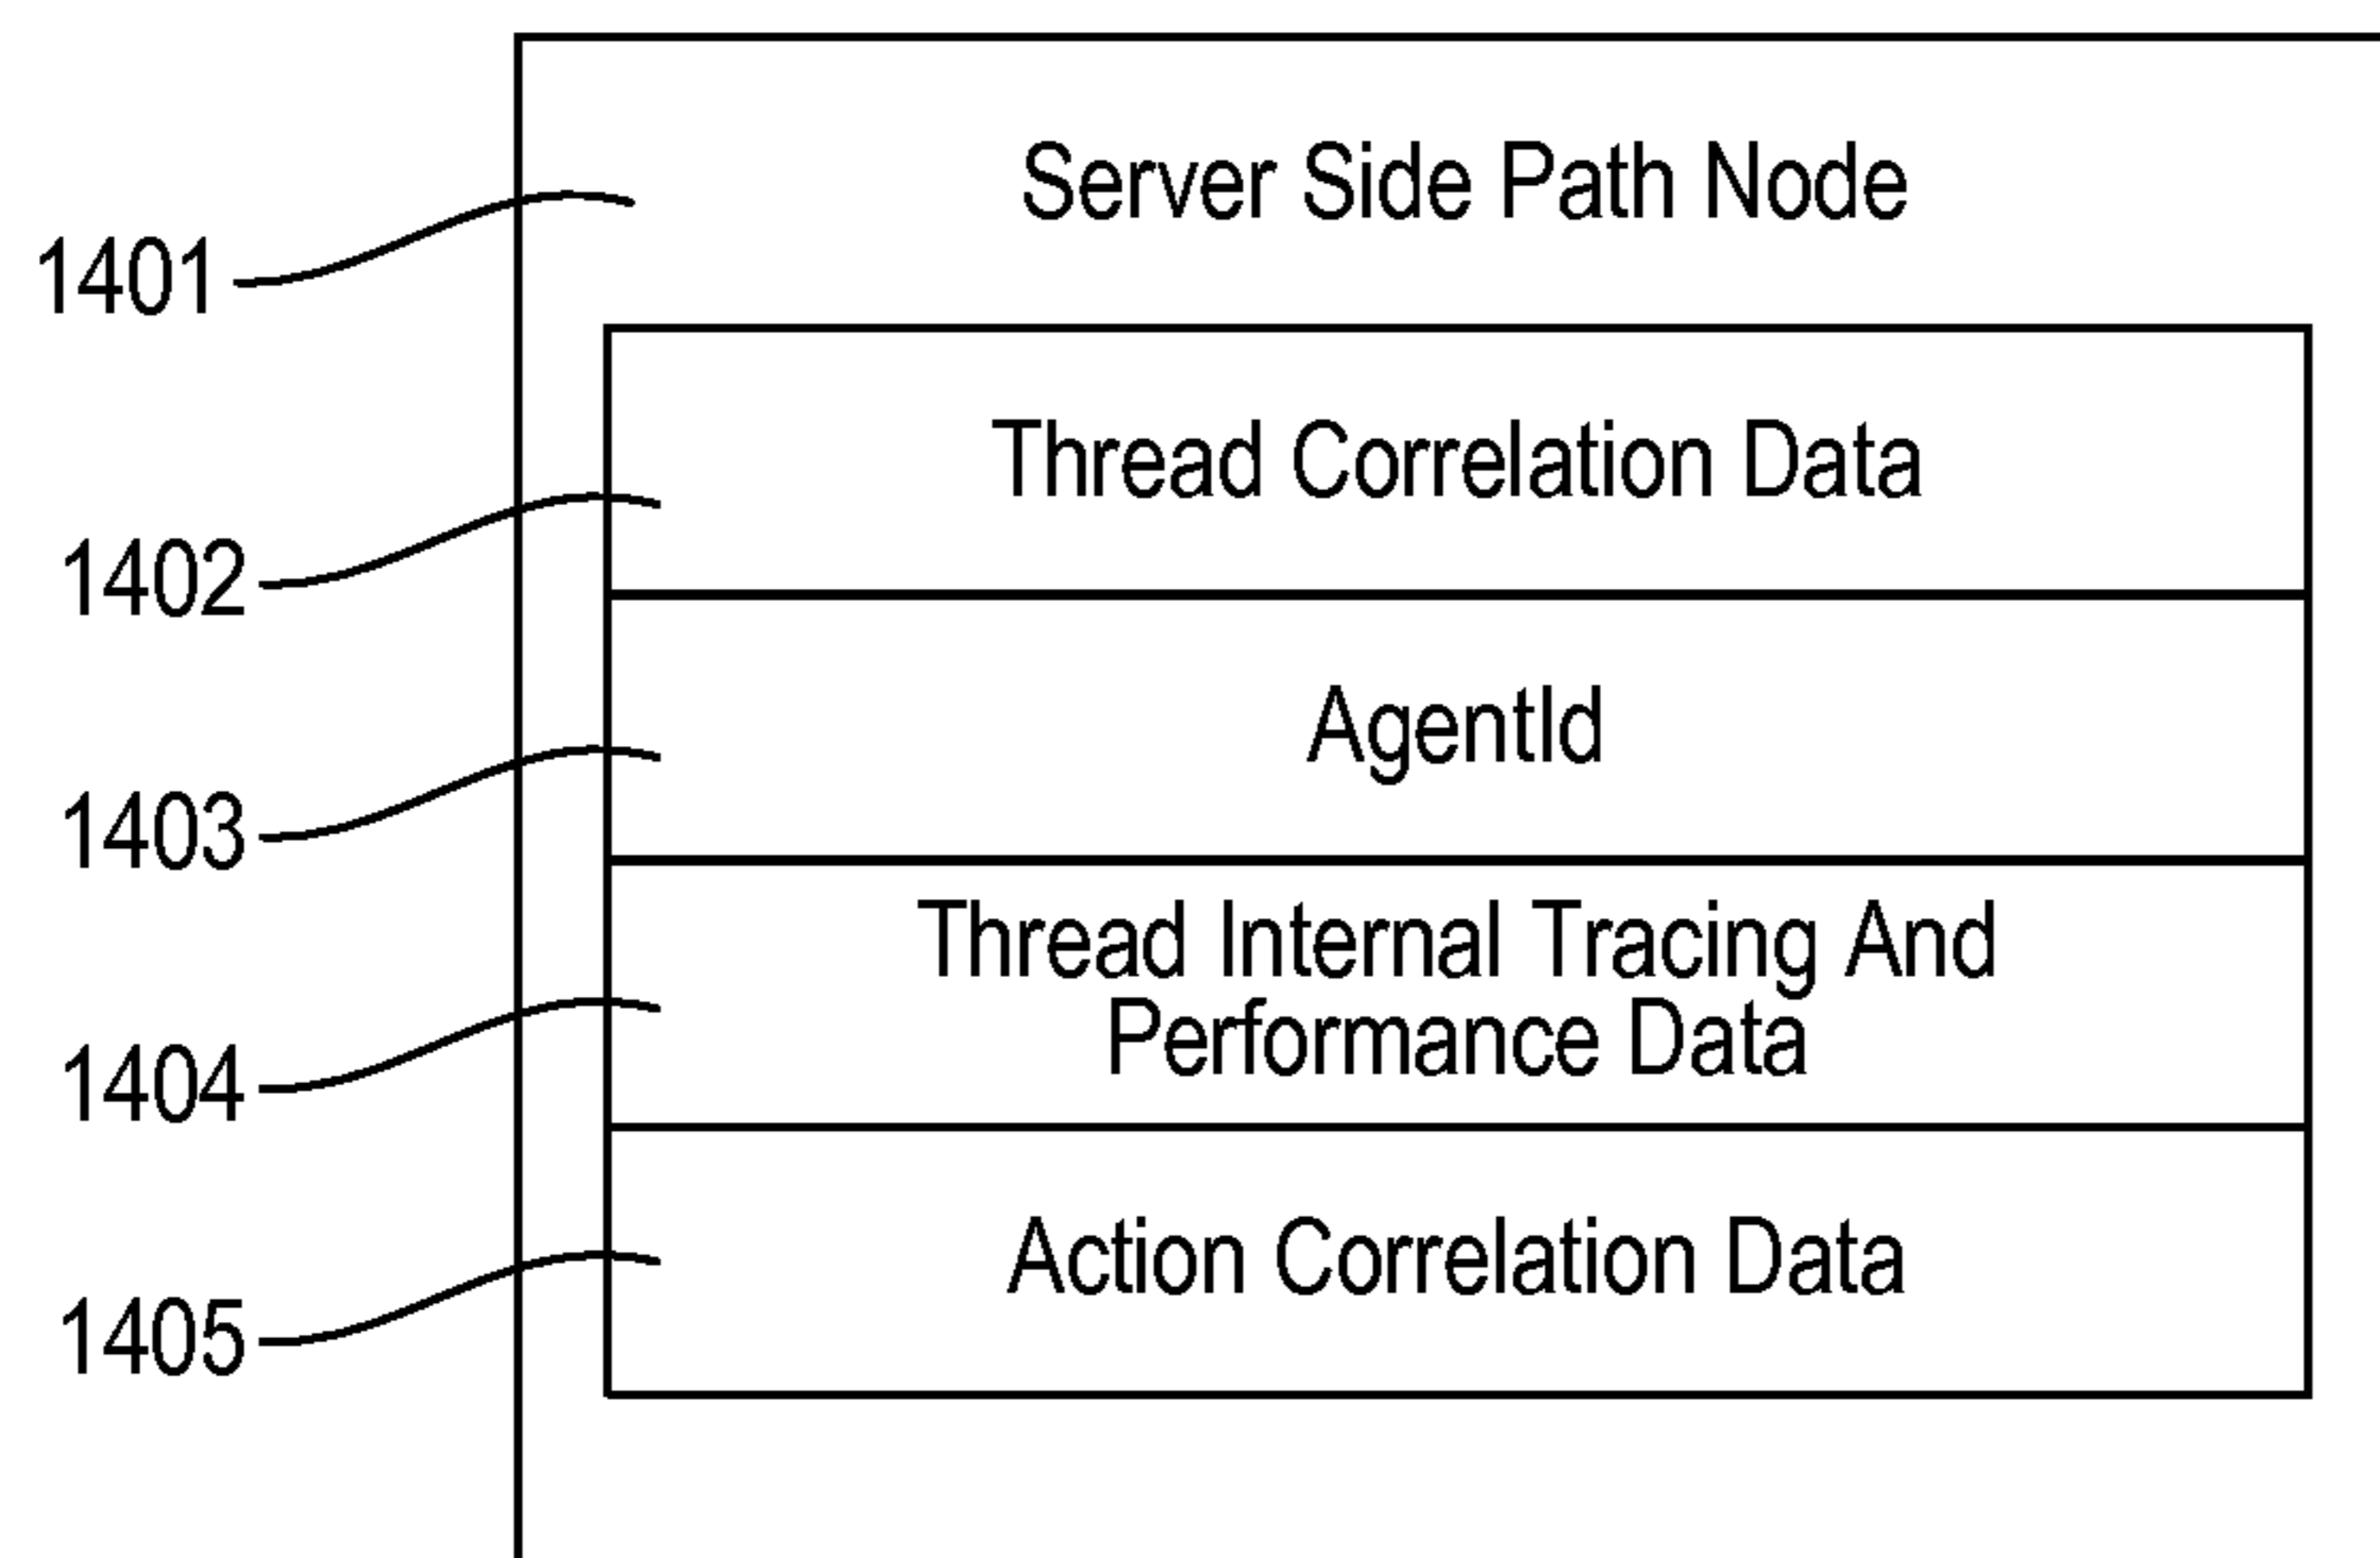 Server Side Path Node
1401
Thread Correlation Data
1402
AgentId
1403
Thread Internal Tracing And
Performance Data
1404
Action Correlation Data
1405